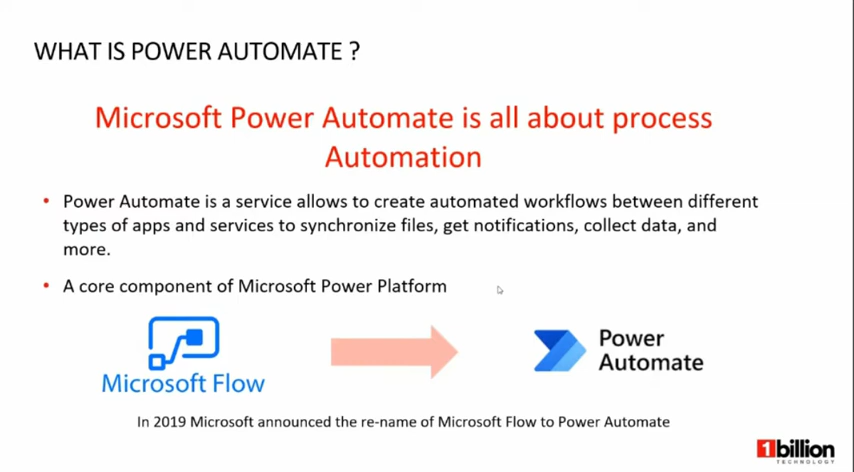 WHAT IS POWER AUTOMATE ?
Microsoft Power Automate is all about process
Automation
• Power Automate is a service allows to create automated workflows between different
types of apps and services to synchronize files, get notifications, collect data, and
more.
• A core component of Microsoft Power Platform
Microsoft Flow
Power
Automate
In 2019 Microsoft announced the re-name of Microsoft Flow to Power Automate
1billion
TECHNOLOGY